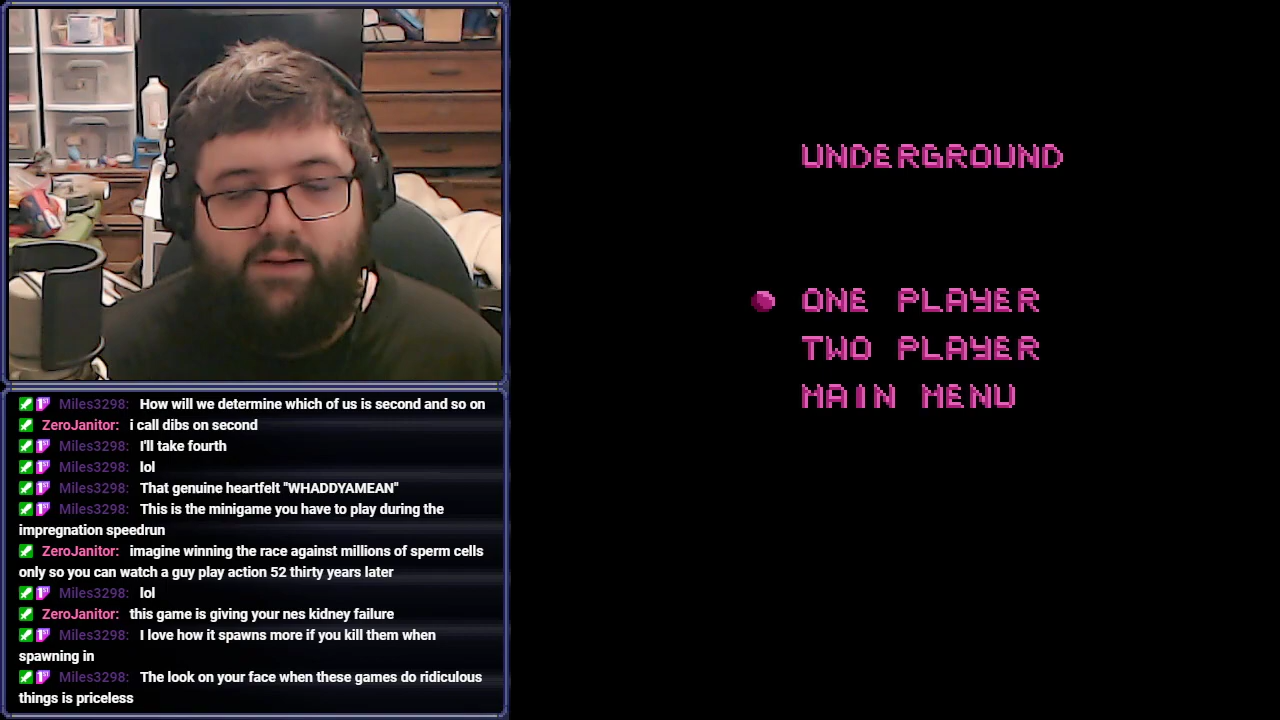 UNDERGROUND
ONE PLAYER
TWO PLAYER
MAIN MENU
Miles3298: How will we determine which of us is second and so on
ZeroJanitor: i call dibs on second
Miles3298: I'll take fourth
Miles3298: lol
Miles3298: That genuine heartfelt "WHADDYAMEAN"
Miles3298: This is the minigame you have to play during the
impregnation speedrun
ZeroJanitor: imagine winning the race against millions of sperm cells
only so you can watch a guy play action 52 thirty years later
Miles3298: lol
ZeroJanitor: this game is giving your nes kidney failure
Miles3298: I love how it spawns more if you kill them when
spawning in
Miles3298: The look on your face when these games do ridiculous
things is priceless